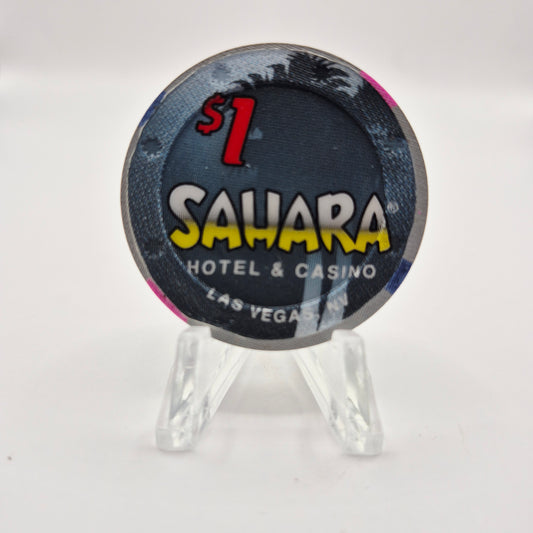 $1
SAHARA®
HOTEL & CASINO
LAS VEGAS, NV